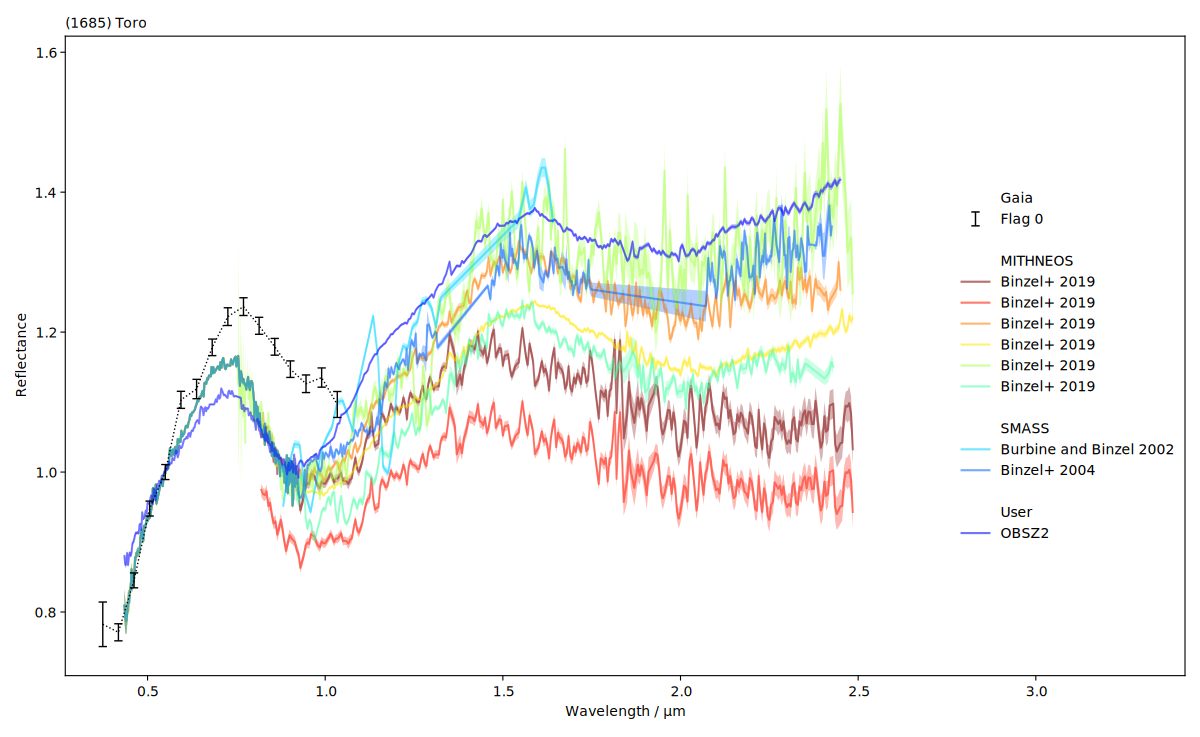 (1685) Toro
1.6
1.4
1.2
1.0
0.8
Reflectance
0.5
1.0
1.5
2.0
2.5
3.0
Wavelength / µm
Gaia
Flag 0
MITHNEOS
Binzel+ 2019
Binzel+ 2019
Binzel+ 2019
Binzel+ 2019
Binzel+ 2019
Binzel+ 2019
SMASS
Burbine and Binzel 2002
Binzel+ 2004
User
OBSZ2